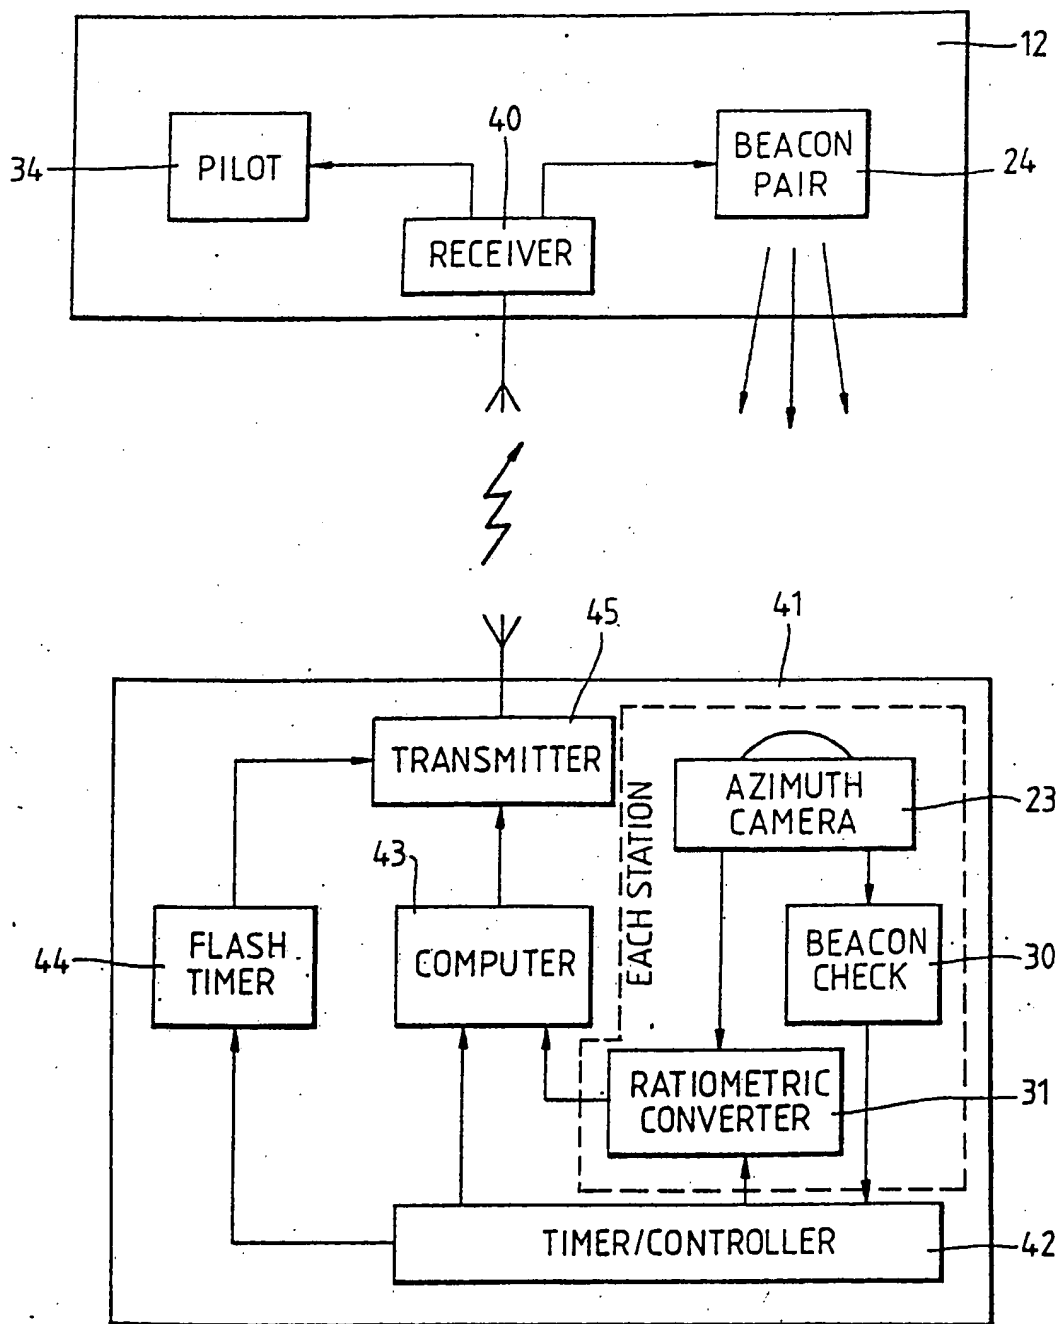 12
40
34
PILOT
BEACON
PAIR
24
RECEIVER
45
41
TRANSMITTER
EACH STATION
AZIMUTH
CAMERA
23
43
44
FLASH
TIMER
COMPUTER
BEACON
CHECK
30
RATIOMETRIC
CONVERTER
31
TIMER/CONTROLLER
42